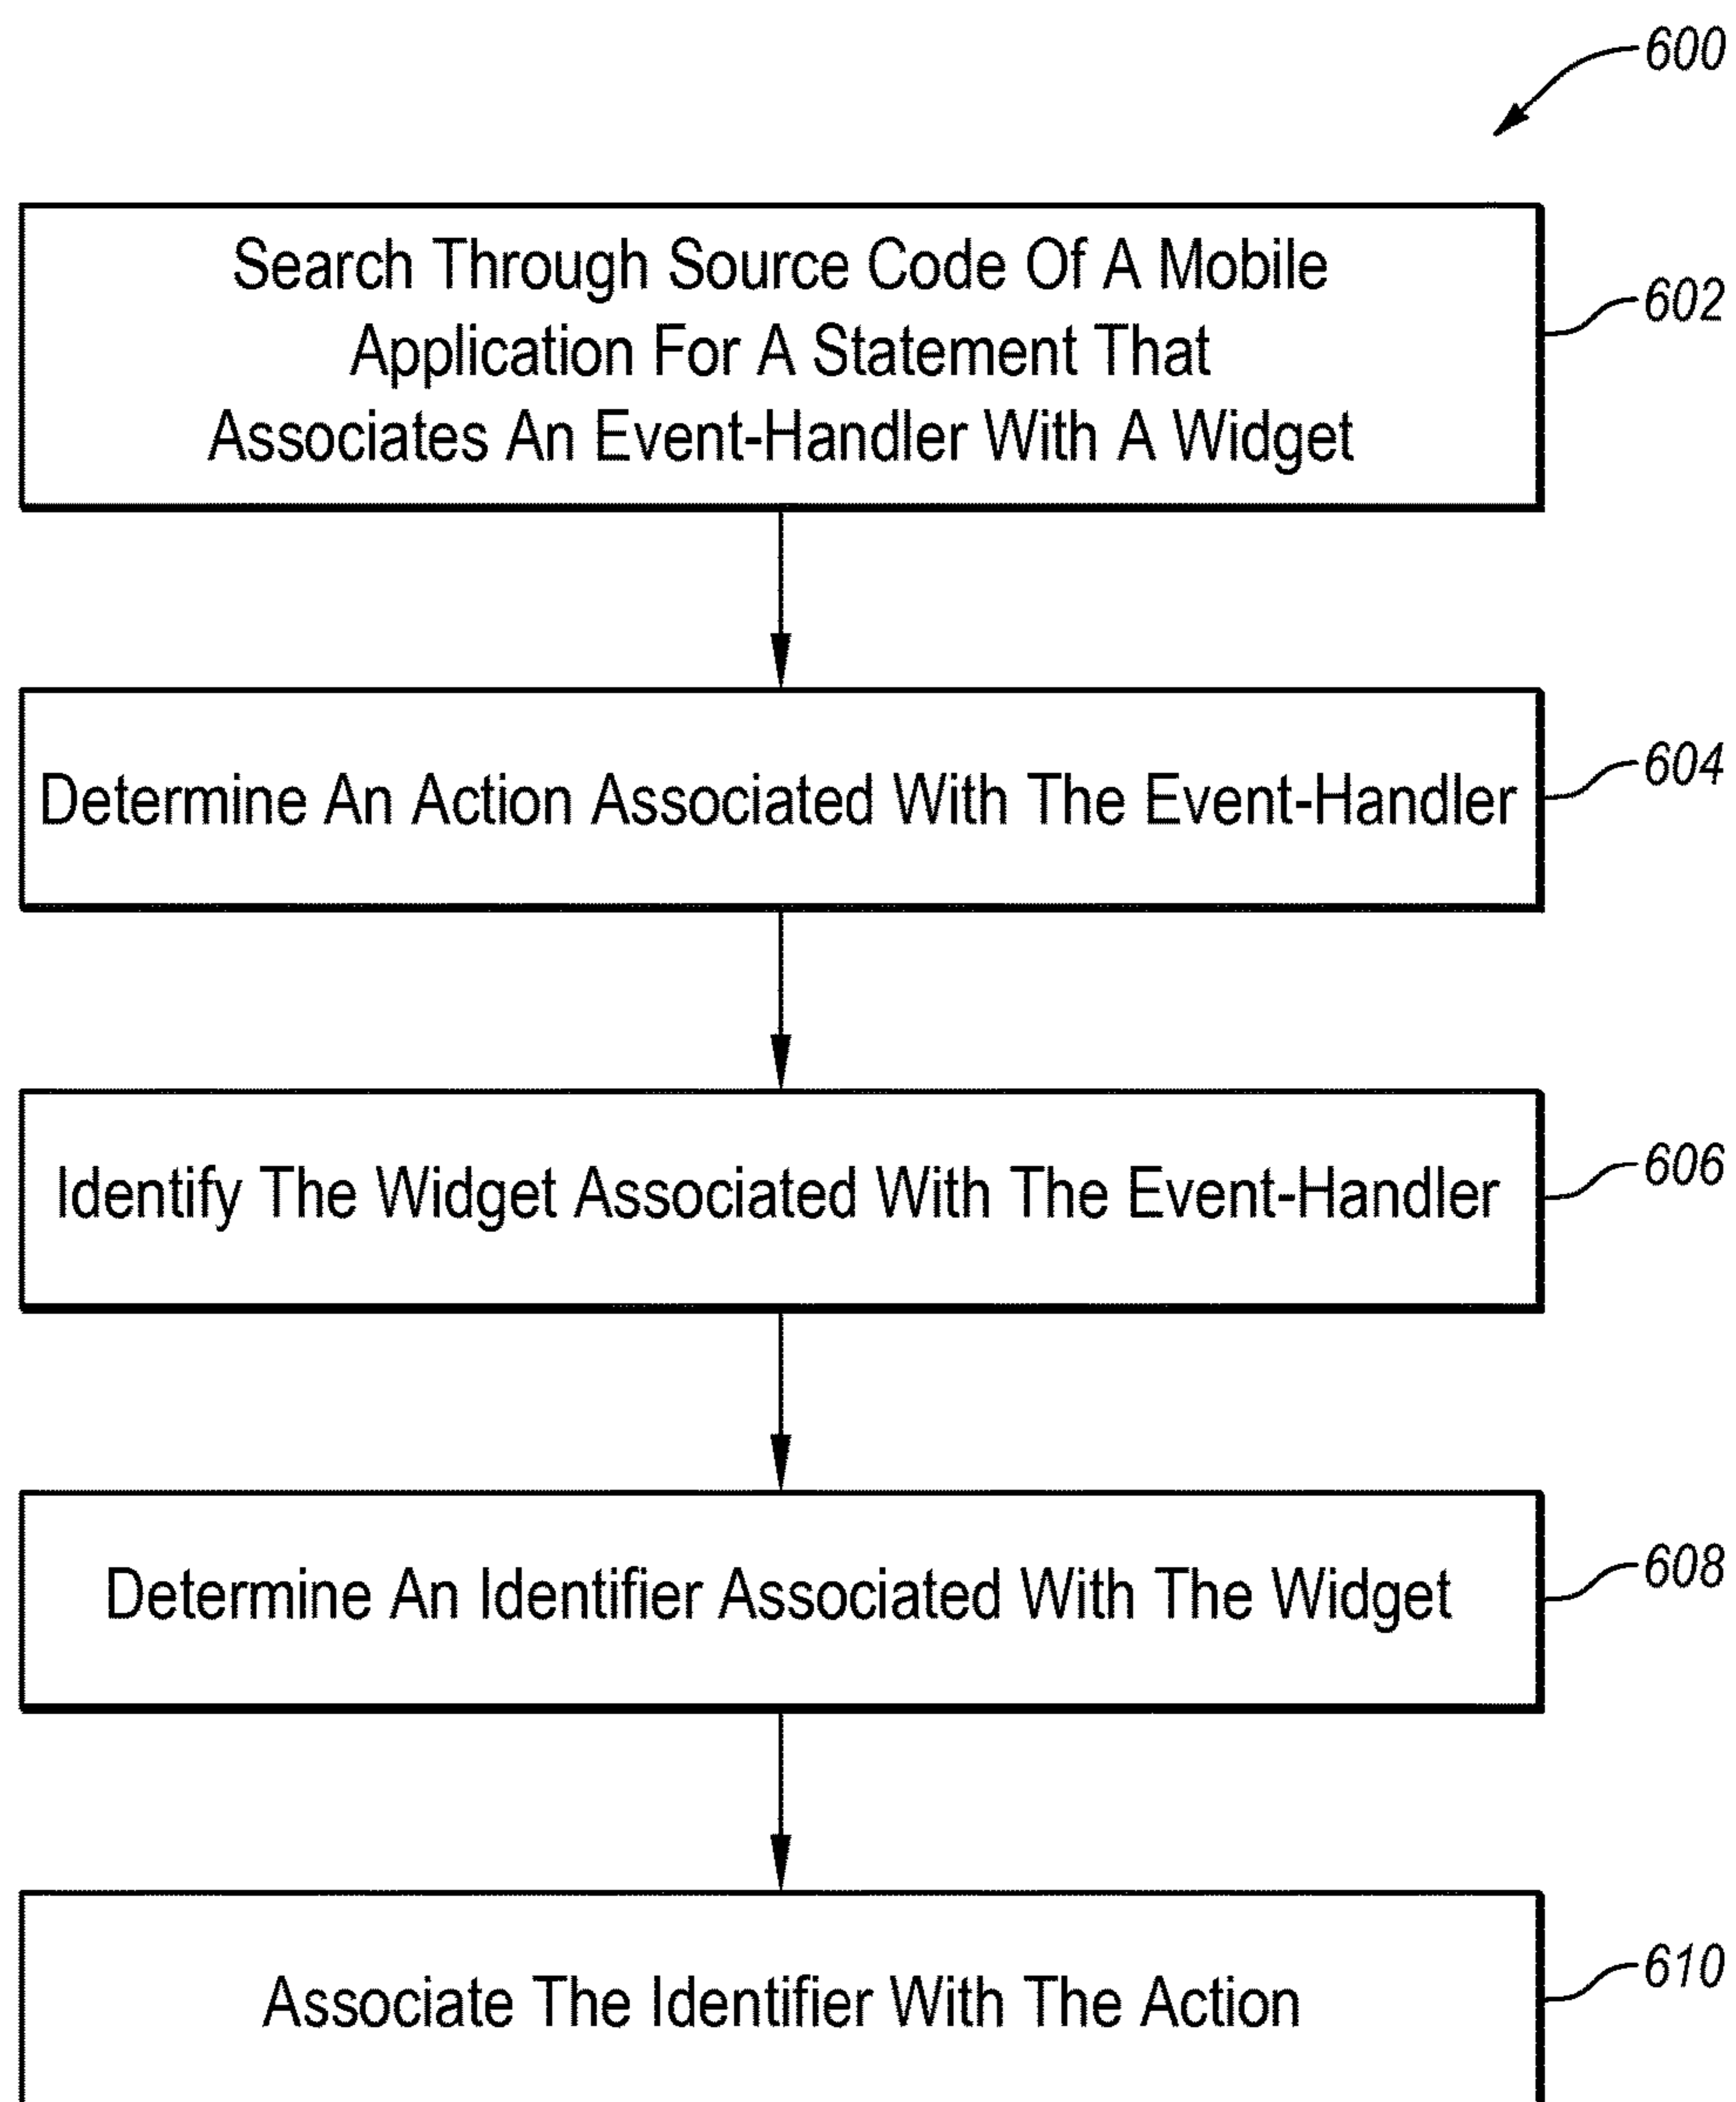 600
Search Through Source Code Of A Mobile
Application For A Statement That
Associates An Event-Handler With A Widget
602
Determine An Action Associated With The Event-Handler
604
Identify The Widget Associated With The Event-Handler
606
Determine An Identifier Associated With The Widget
608
Associate The Identifier With The Action
610